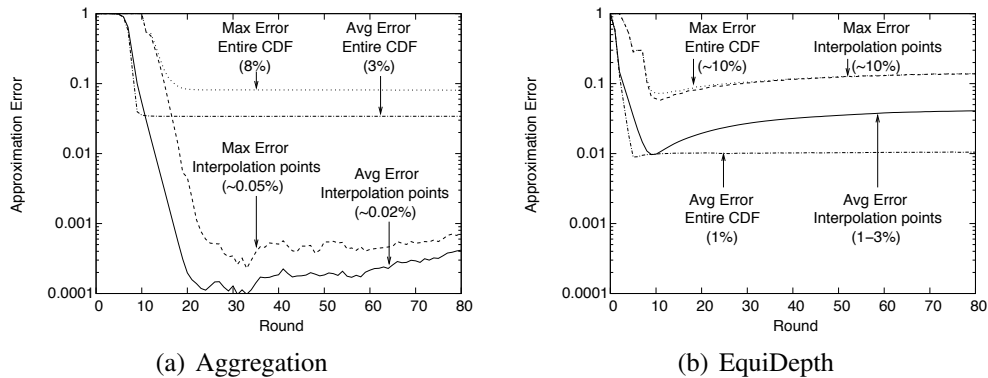 1
0.1
0.01
0.001
0.0001
Approximation Error
0 10 20 30 40 50 60 70 80
Round
Max Error
Entire CDF
(8%)
Avg Error
Entire CDF
(3%)
Max Error
Interpolation points
(~0.05%)
Avg Error
Interpolation points
(~0.02%)
(a) Aggregation
1
0.1
0.01
0.001
0.0001
Approximation Error
0 10 20 30 40 50 60 70 80
Round
Max Error
Entire CDF
(~10%)
Max Error
Interpolation points
(~10%)
Avg Error
Entire CDF
(1%)
Avg Error
Interpolation points
(1–3%)
(b) EquiDepth